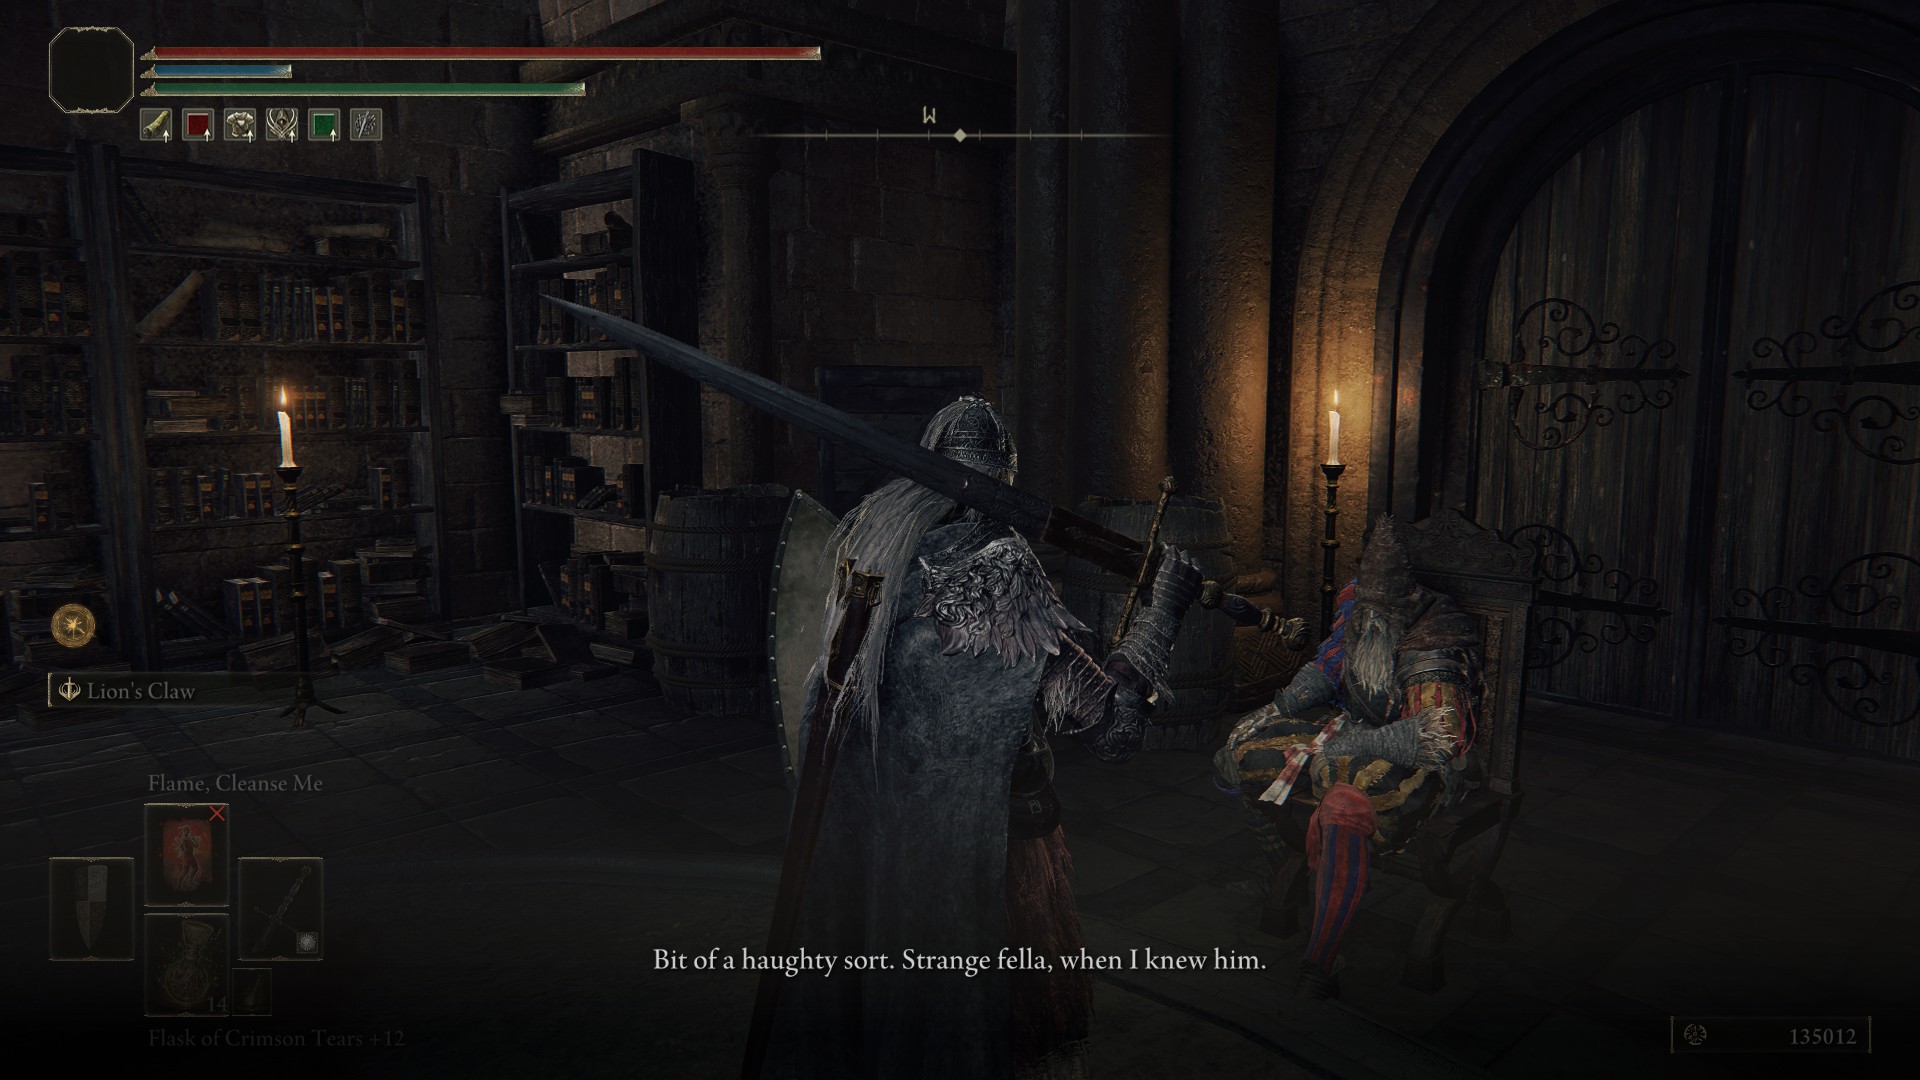 W
Lion's Claw
Flame, Cleanse Me
Bit of a haughty sort. Strange fella, when I knew him.
14
Flask of Crimson Tears +12
135012